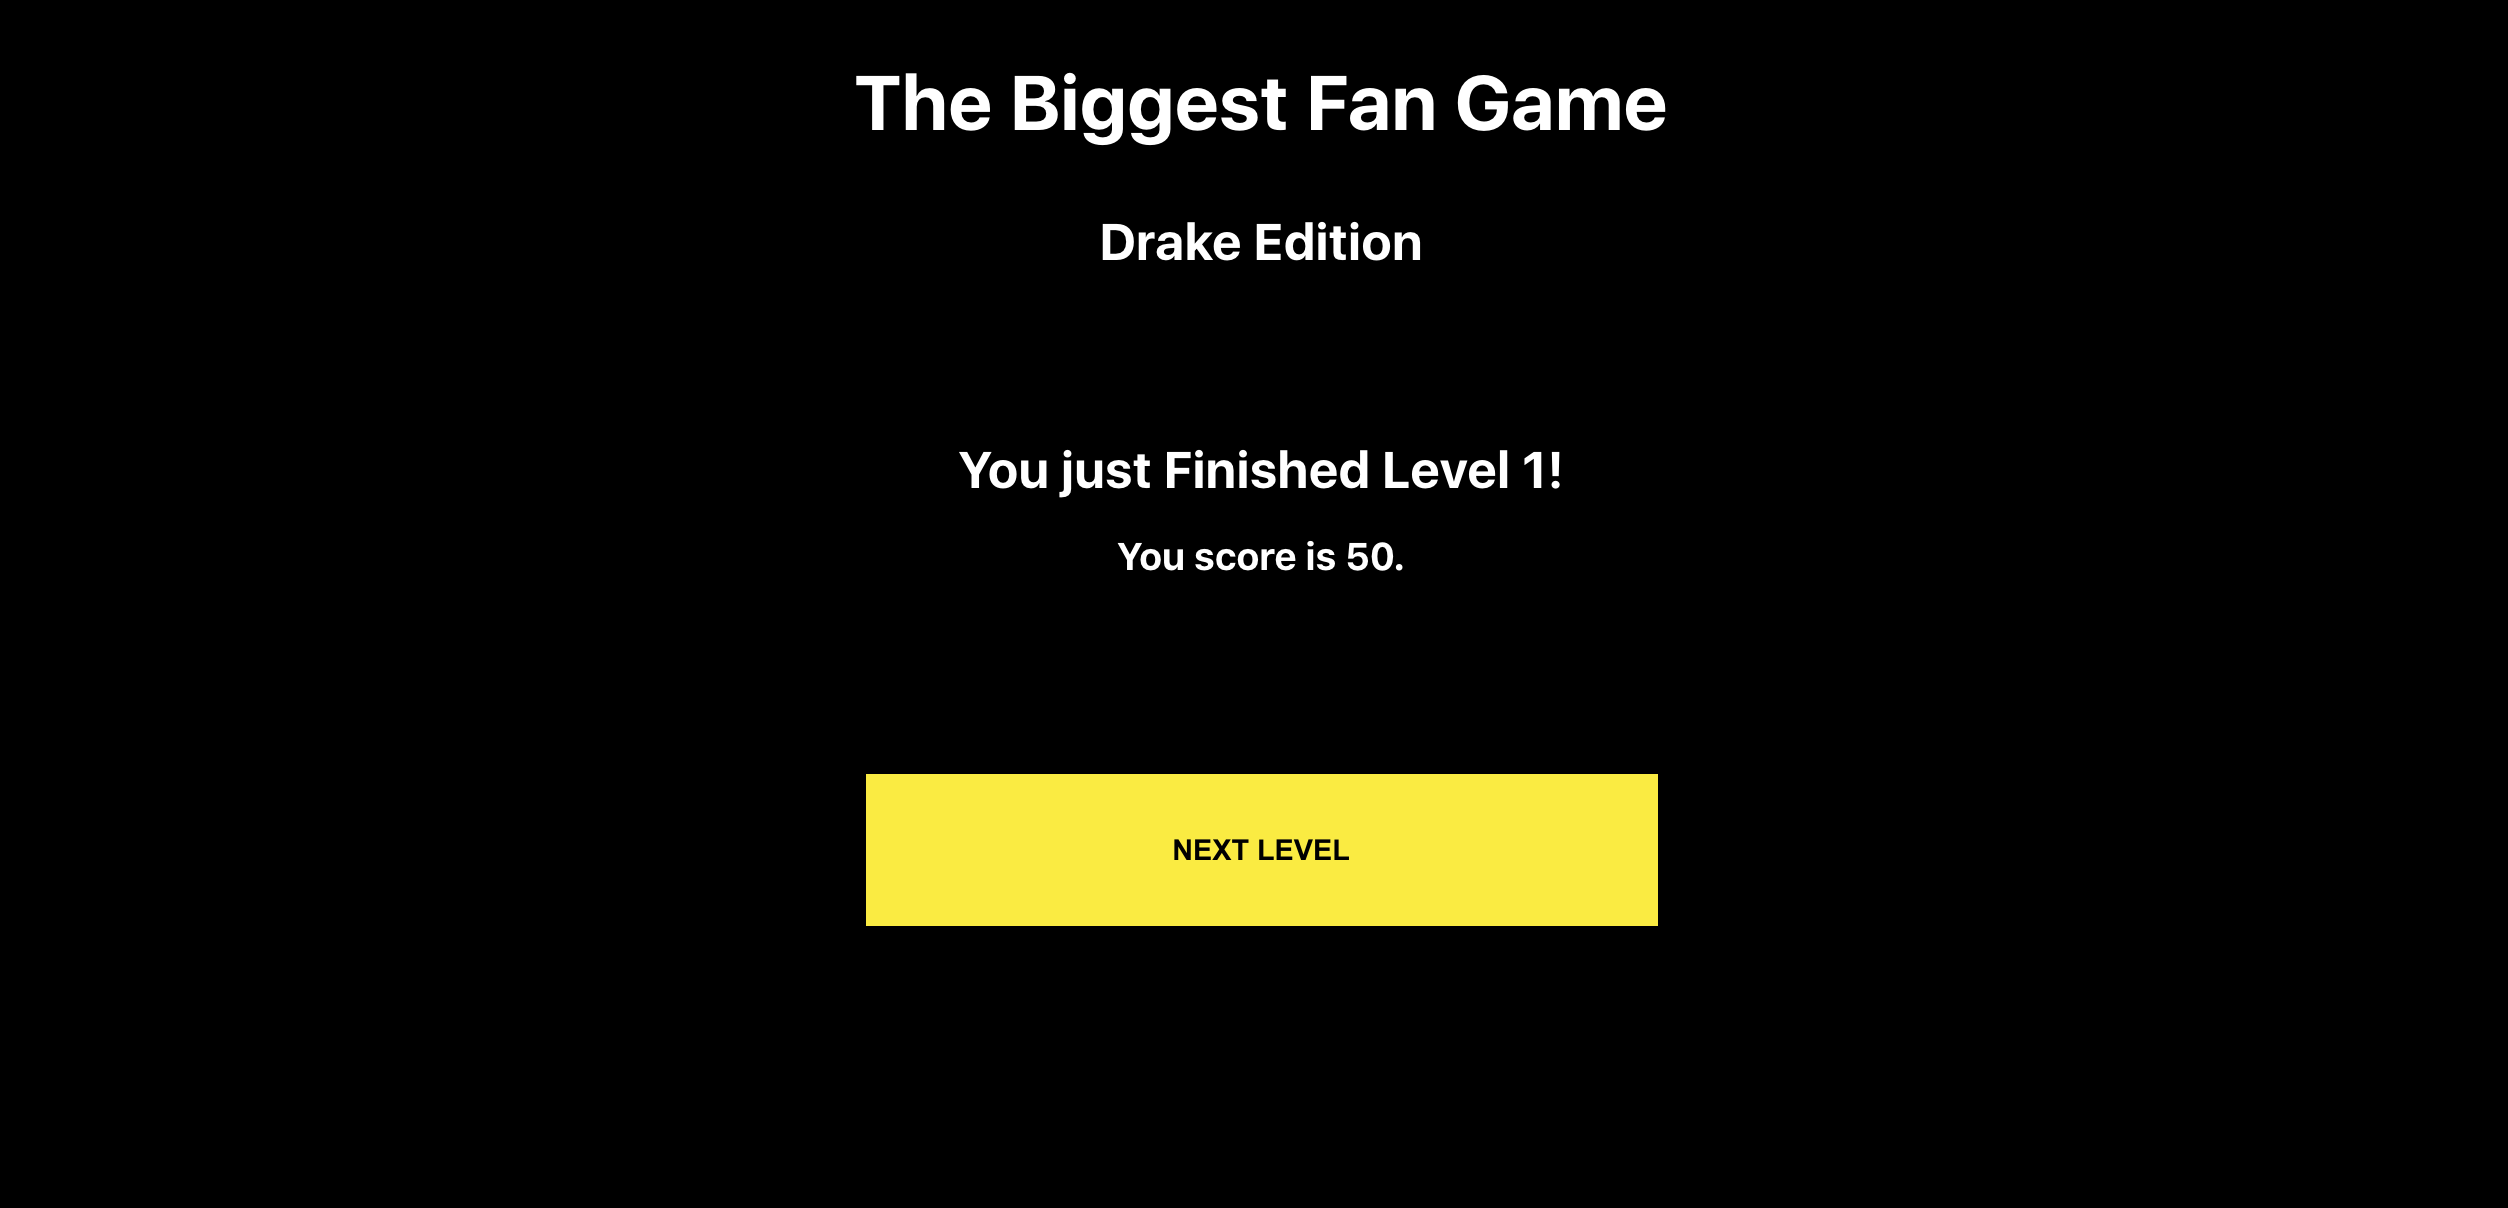 The Biggest Fan Game
Drake Edition
You just Finished Level 1!
You score is 50.
NEXT LEVEL